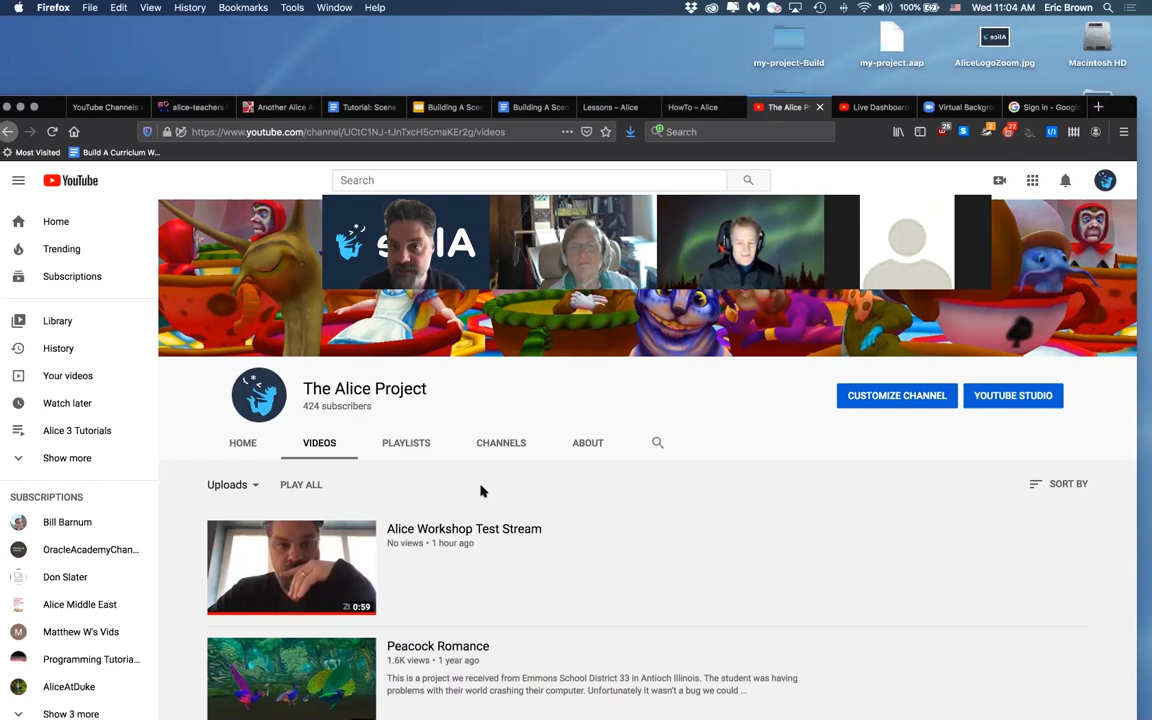 Firefox File Edit View History Bookmarks Tools Window Help 100% Wed 11:04 AM Eric Brown
my-project-Build my-project.aap AliceLogoZoom.jpg Macintosh HD
YouTube Channels alice-teachers Another Alice A Tutorial: Scene Building A Scen Building A Scen Lessons – Alice HowTo – Alice The Alice P Live Dashboard Virtual Backgro Sign in - Google
https://www.youtube.com/channel/UCtC1NJ-tJnTxcH5cmaKEr2g/videos Search
25 2 22
Most Visited Build A Curriculum W...
YouTube
Search
Home
Trending
Subscriptions
Library
History
Your videos
Watch later
Alice 3 Tutorials
Show more
SUBSCRIPTIONS
Bill Barnum
OracleAcademyChan...
Don Slater
Alice Middle East
Matthew W's Vids
Programming Tutoria...
AliceAtDuke
Show 3 more
The Alice Project
424 subscribers
CUSTOMIZE CHANNEL YOUTUBE STUDIO
HOME VIDEOS PLAYLISTS CHANNELS ABOUT
Uploads PLAY ALL SORT BY
Alice Workshop Test Stream
No views • 1 hour ago
0:59
Peacock Romance
1.6K views • 1 year ago
This is a project we received from Emmons School District 33 in Antioch Illinois. The student was having
problems with their world crashing their computer. Unfortunately it wasn't a bug we could ...